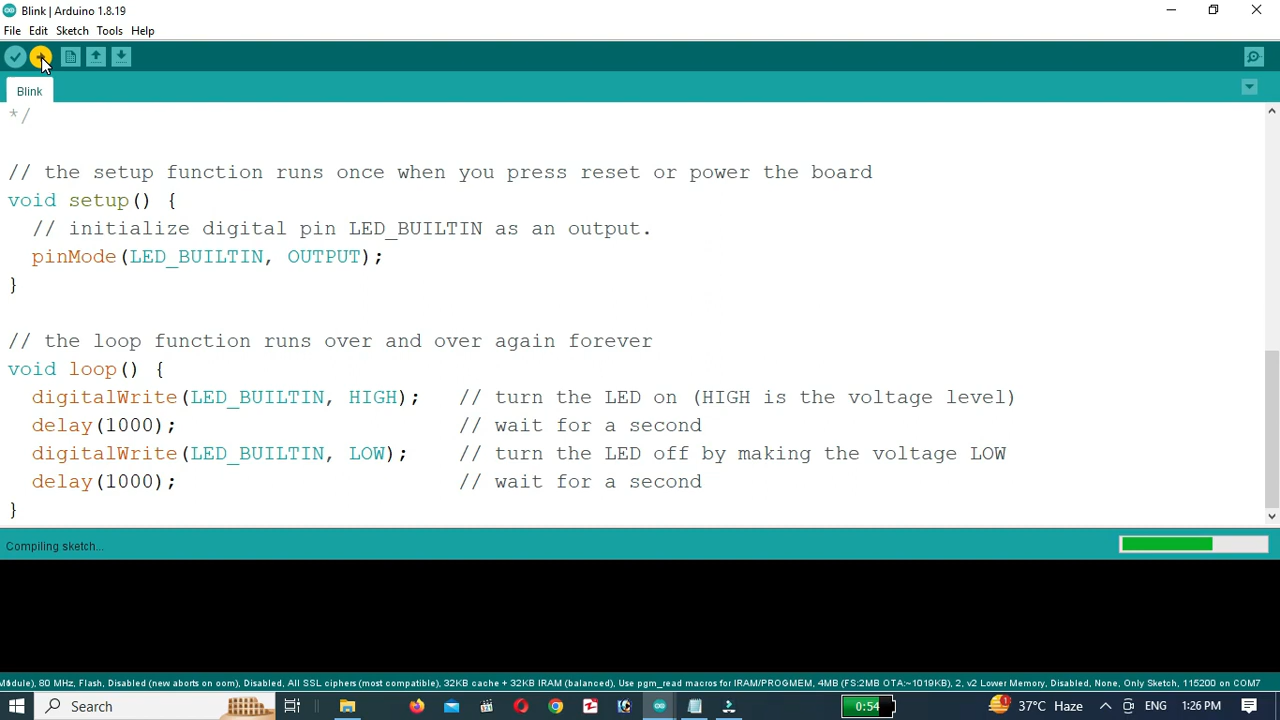 Blink | Arduino 1.8.19
File Edit Sketch Tools Help
Blink
*/
// the setup function runs once when you press reset or power the board
void setup() {
// initialize digital pin LED_BUILTIN as an output.
pinMode(LED_BUILTIN, OUTPUT);
}
// the loop function runs over and over again forever
void loop() {
digitalWrite(LED_BUILTIN, HIGH); // turn the LED on (HIGH is the voltage level)
delay(1000); // wait for a second
digitalWrite(LED_BUILTIN, LOW); // turn the LED off by making the voltage LOW
delay(1000); // wait for a second
}
Compiling sketch...
Module), 80 MHz, Flash, Disabled (new aborts on oom), Disabled, All SSL ciphers (most compatible), 32KB cache + 32KB IRAM (balanced), Use pgm_read macros for IRAM/PROGMEM, 4MB (FS:2MB OTA:~1019KB), 2, v2 Lower Memory, Disabled, None, Only Sketch, 115200 on COM7
Search 0:54 37°C Haze ENG 1:26 PM